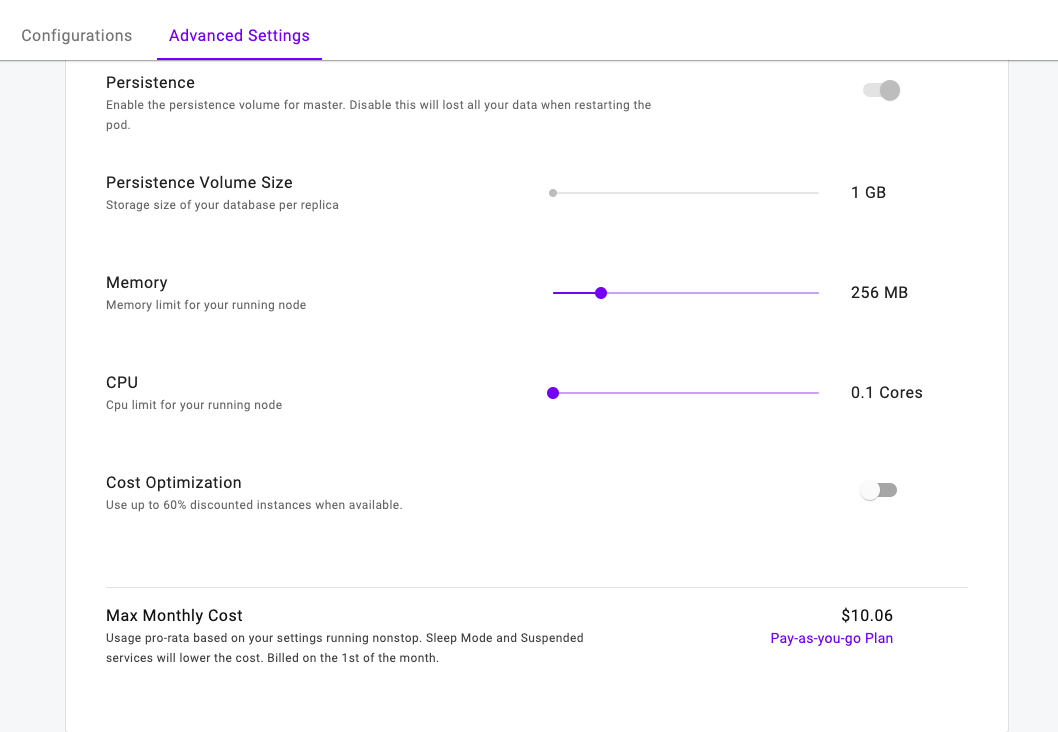 Configurations
Advanced Settings
Persistence
Enable the persistence volume for master. Disable this will lost all your data when restarting the
pod.
Persistence Volume Size
Storage size of your database per replica
1 GB
Memory
Memory limit for your running node
256 MB
CPU
Cpu limit for your running node
0.1 Cores
Cost Optimization
Use up to 60% discounted instances when available.
Max Monthly Cost
$10.06
Usage pro-rata based on your settings running nonstop. Sleep Mode and Suspended
services will lower the cost. Billed on the 1st of the month.
Pay-as-you-go Plan